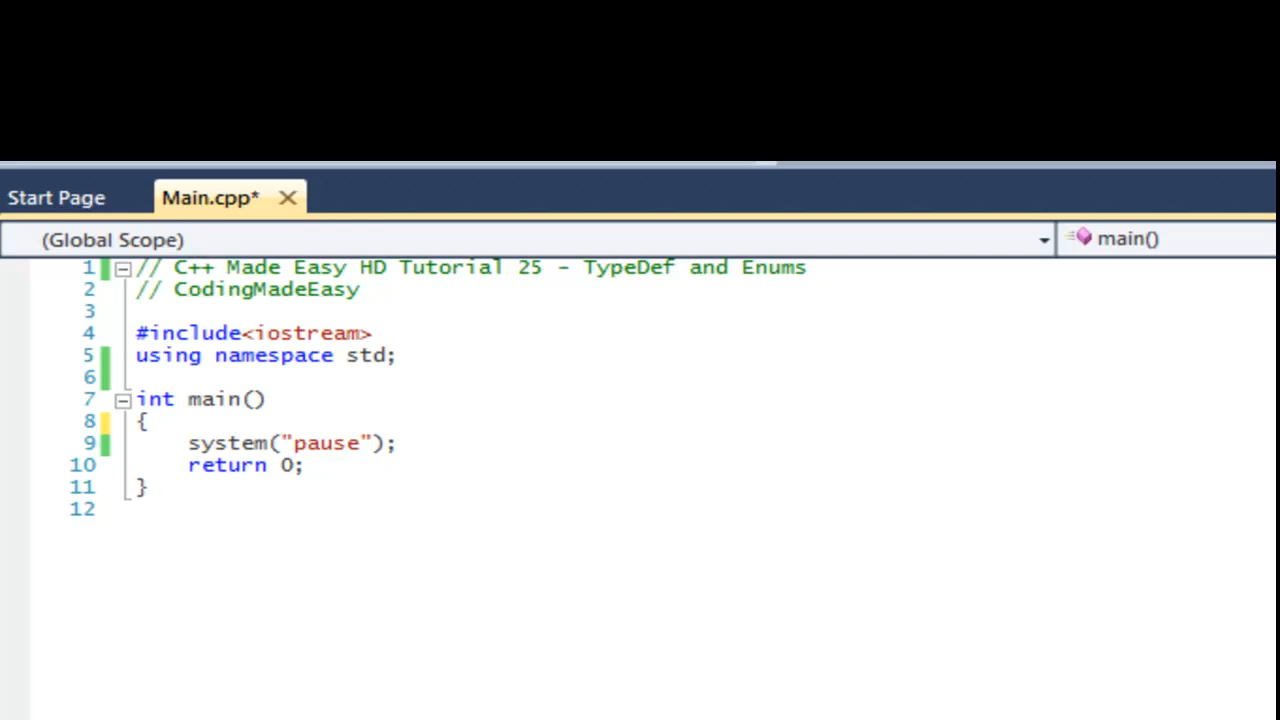 Start Page
Main.cpp*
(Global Scope)
main()
1 // C++ Made Easy HD Tutorial 25 - TypeDef and Enums
2 // CodingMadeEasy
3
4 #include<iostream>
5 using namespace std;
6
7 int main()
8 {
9 system("pause");
10 return 0;
11 }
12